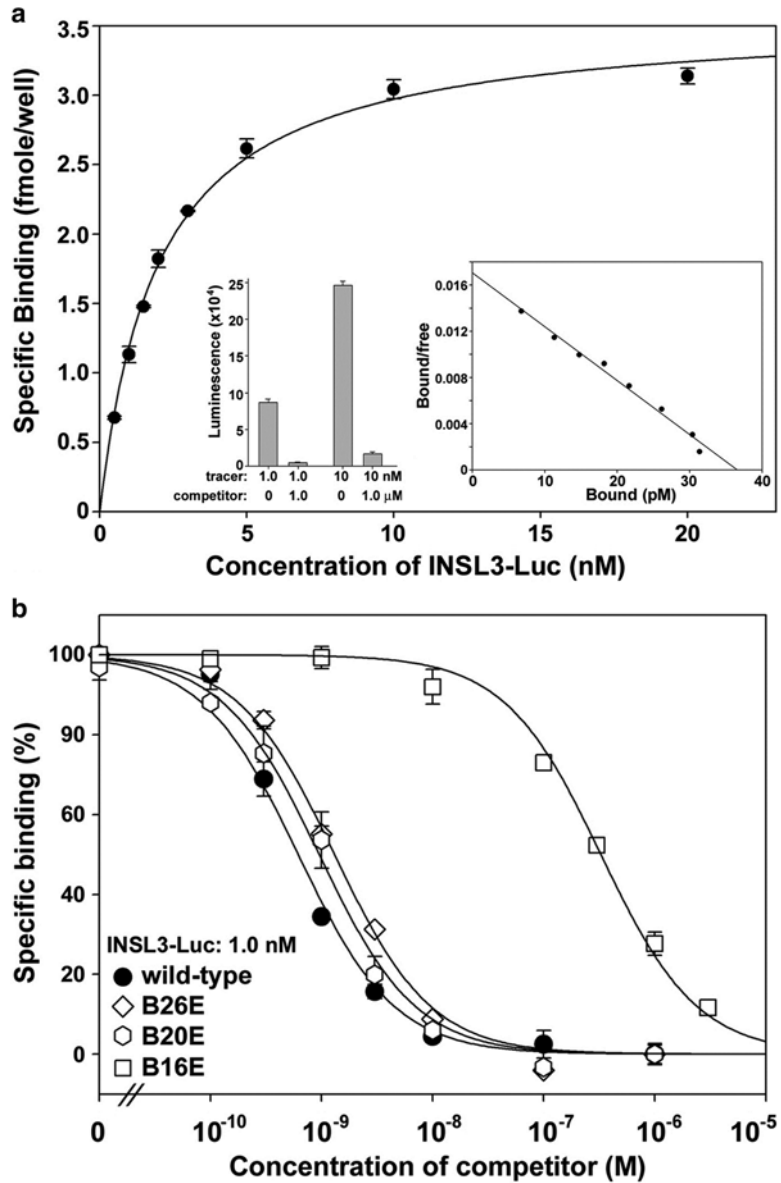 a
3.5
3.0
2.5
2.0
1.5
1.0
0.5
0
Specific Binding (fmole/well)
25
20
15
10
5
0
Luminescence (x10⁻⁴)
tracer: 1.0 1.0 10 10 nM
competitor: 0 1.0 0 1.0 μM
0.016
0.012
0.008
0.004
0
Bound/free
0 10 20 30 40
Bound (pM)
0 5 10 15 20
Concentration of INSL3-Luc (nM)
b
100
90
60
40
20
0
Specific binding (%)
INSL3-Luc: 1.0 nM
wild-type
B26E
B20E
B16E
0 10⁻¹⁰ 10⁻⁹ 10⁻⁸ 10⁻⁷ 10⁻⁶ 10⁻⁵
Concentration of competitor (M)